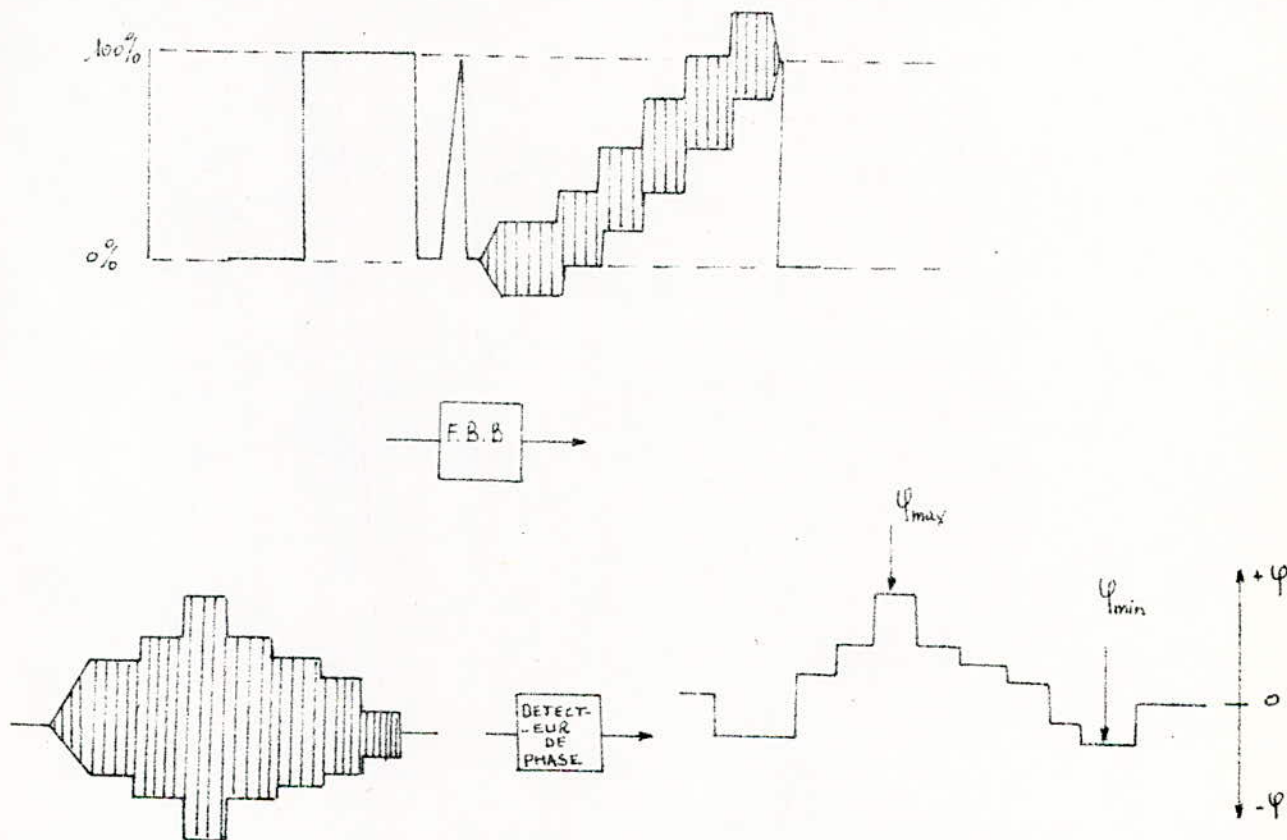 100%
0%
F.B.B
φmax
φmin
+φ
0
-φ
DETECT-
-EUR
DE
PHASE